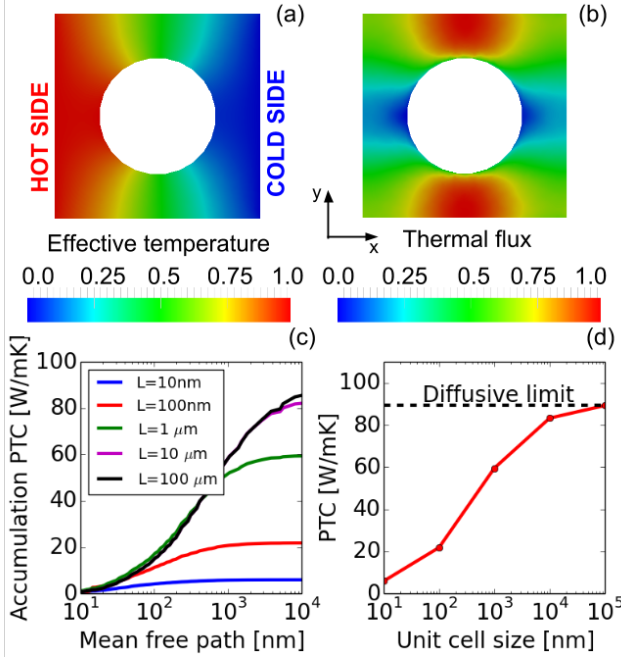 (a)
(b)
HOT SIDE
COLD SIDE
y
x
Effective temperature
Thermal flux
0.0 0.25 0.5 0.75 1.0
0.0 0.25 0.5 0.75 1.0
(c)
(d)
Accumulation PTC [W/mK]
100
80
60
40
20
0
L=10nm
L=100nm
L=1 μm
L=10 μm
L=100 μm
10¹ 10² 10³ 10⁴
Mean free path [nm]
PTC [W/mK]
100
80
60
40
20
0
Diffusive limit
10¹ 10² 10³ 10⁴ 10⁵
Unit cell size [nm]